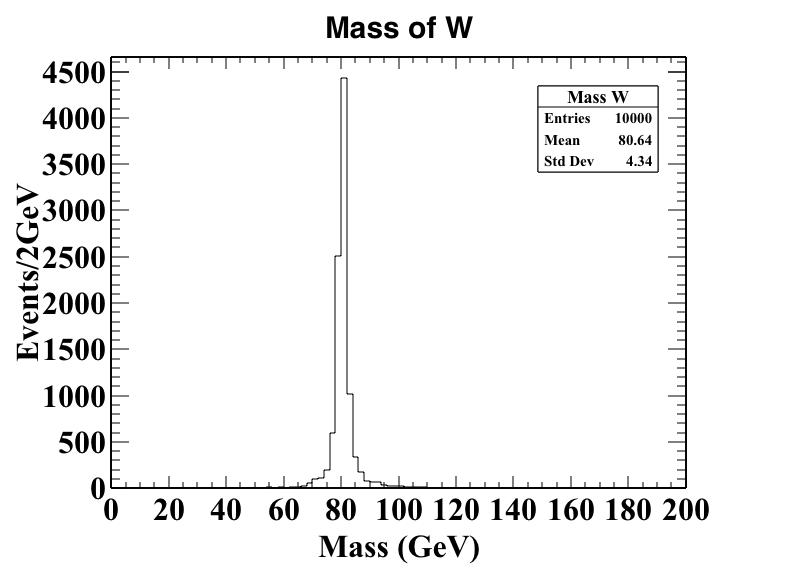 Mass of W
4500
4000
3500
3000
2500
2000
1500
1000
500
0
Events/2GeV
Mass W
Entries 10000
Mean 80.64
Std Dev 4.34
0 20 40 60 80 100 120 140 160 180 200
Mass (GeV)